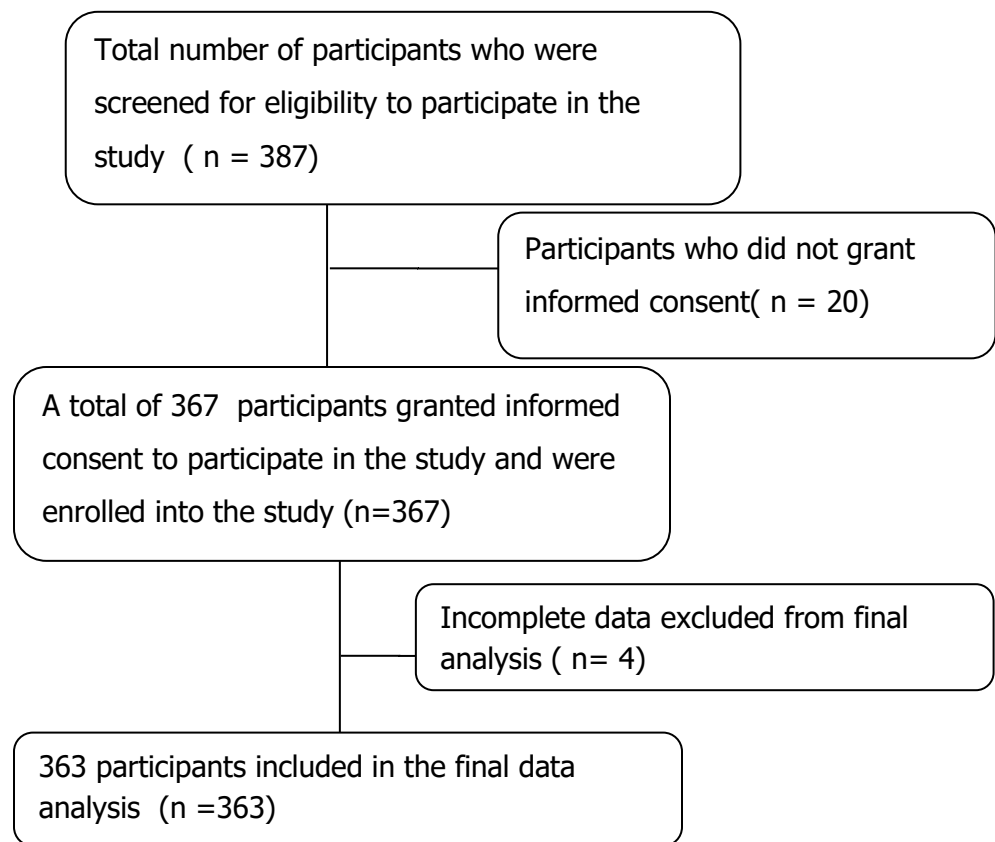 Total number of participants who were
screened for eligibility to participate in the
study  ( n = 387)
Participants who did not grant
informed consent( n = 20)
A total of 367  participants granted informed
consent to participate in the study and were
enrolled into the study (n=367)
Incomplete data excluded from final
analysis ( n= 4)
363 participants included in the final data
analysis  (n =363)